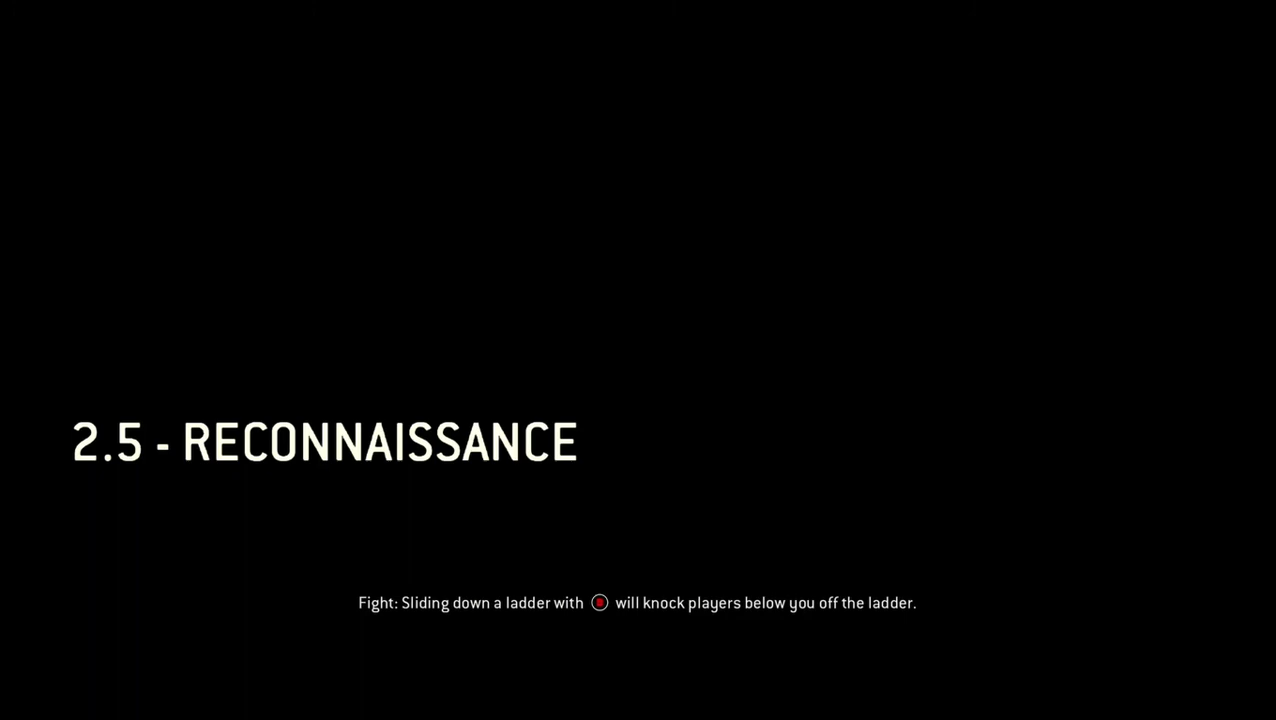 2.5 - RECONNAISSANCE
Fight: Sliding down a ladder with B will knock players below you off the ladder.